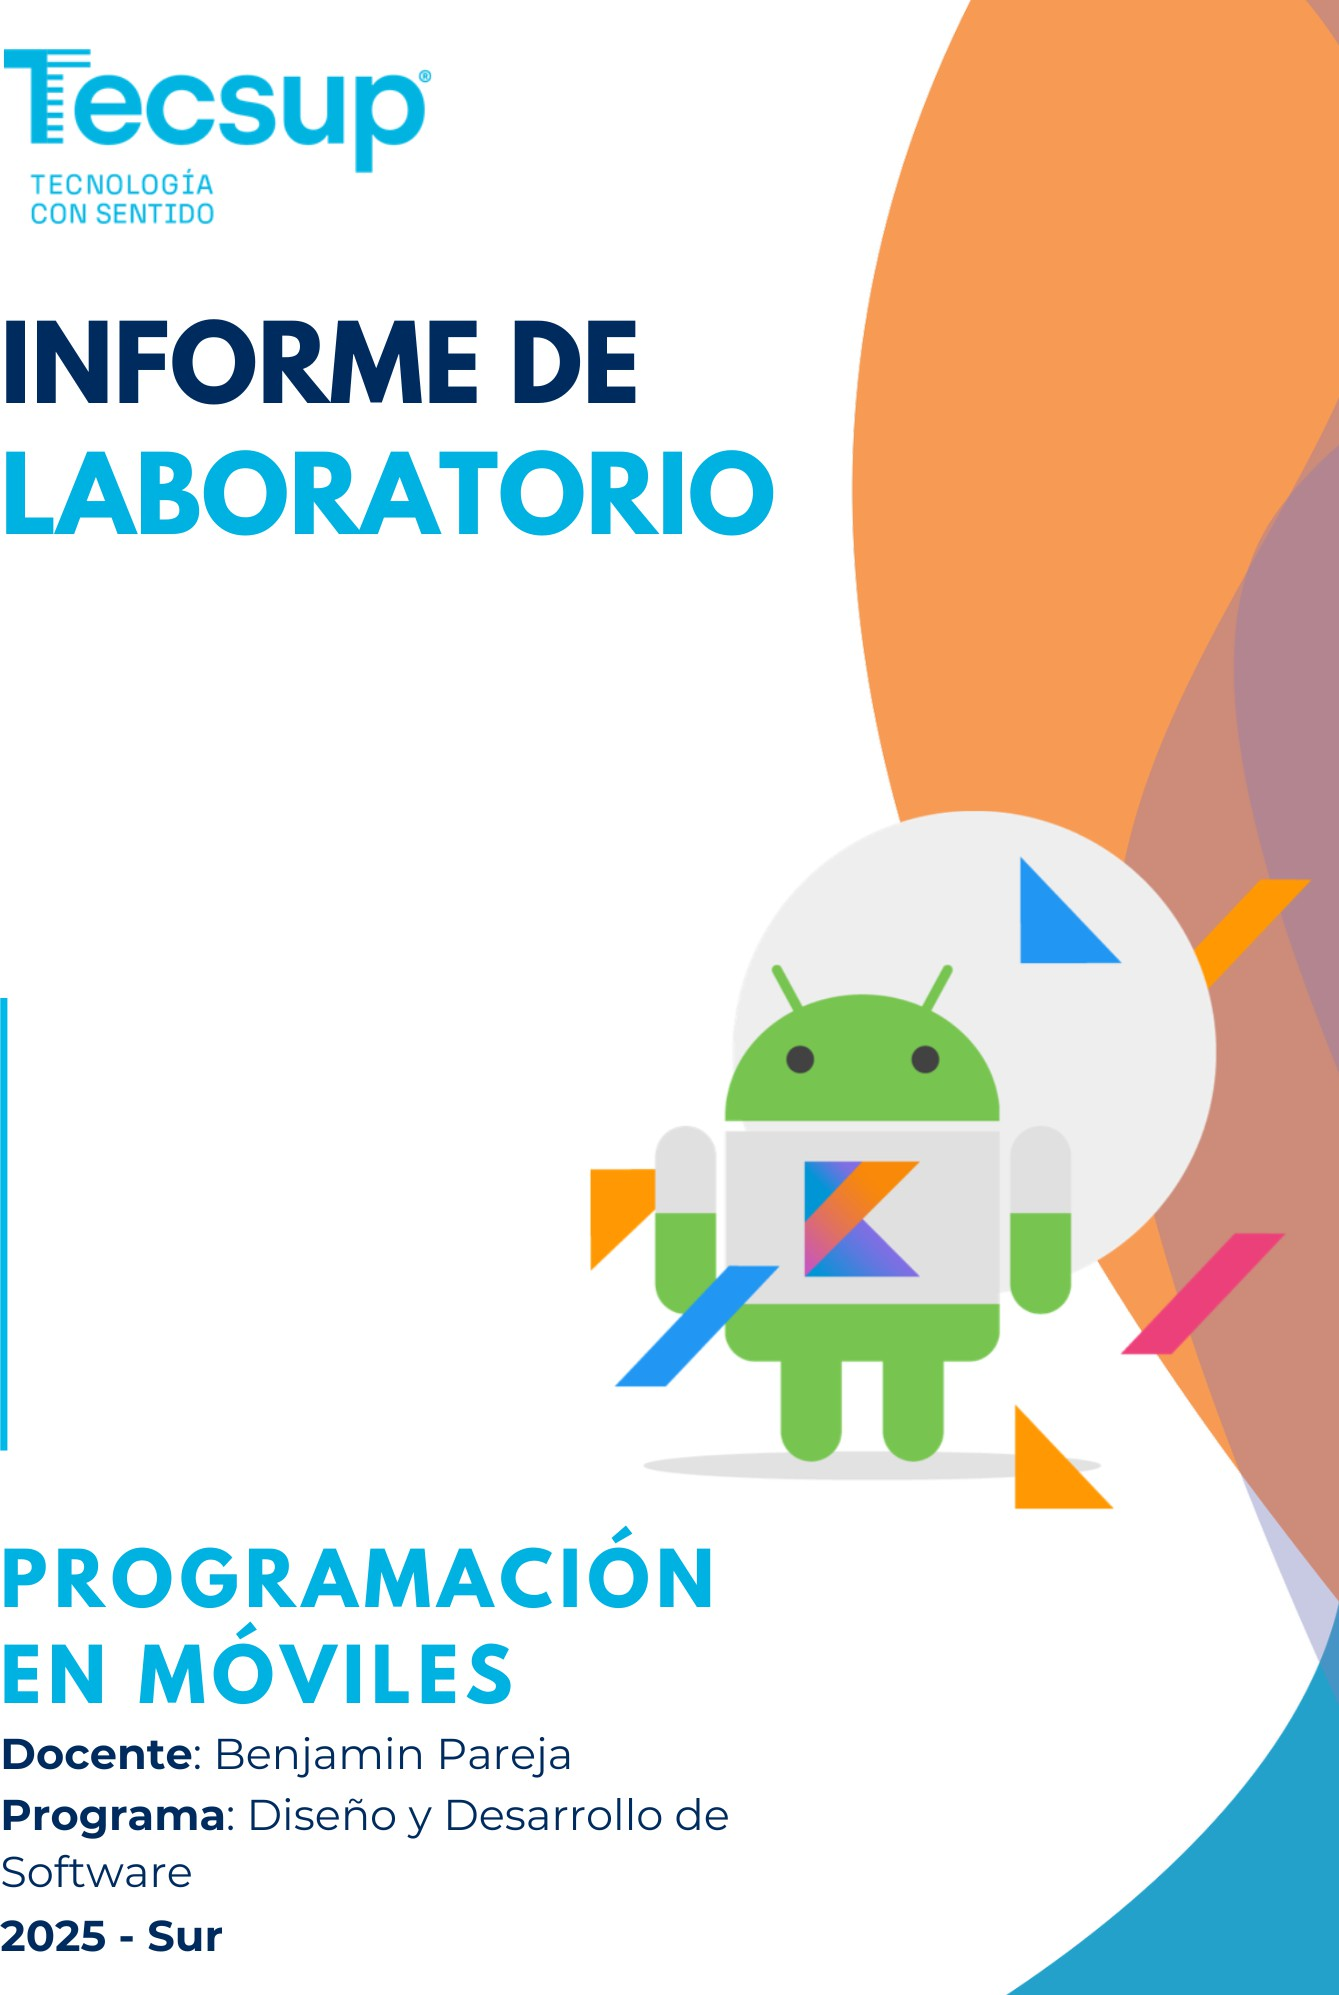 Tecsup®
TECNOLOGÍA
CON SENTIDO
INFORME DE
LABORATORIO
PROGRAMACIÓN
EN MÓVILES
Docente: Benjamin Pareja
Programa: Diseño y Desarrollo de
Software
2025 - Sur